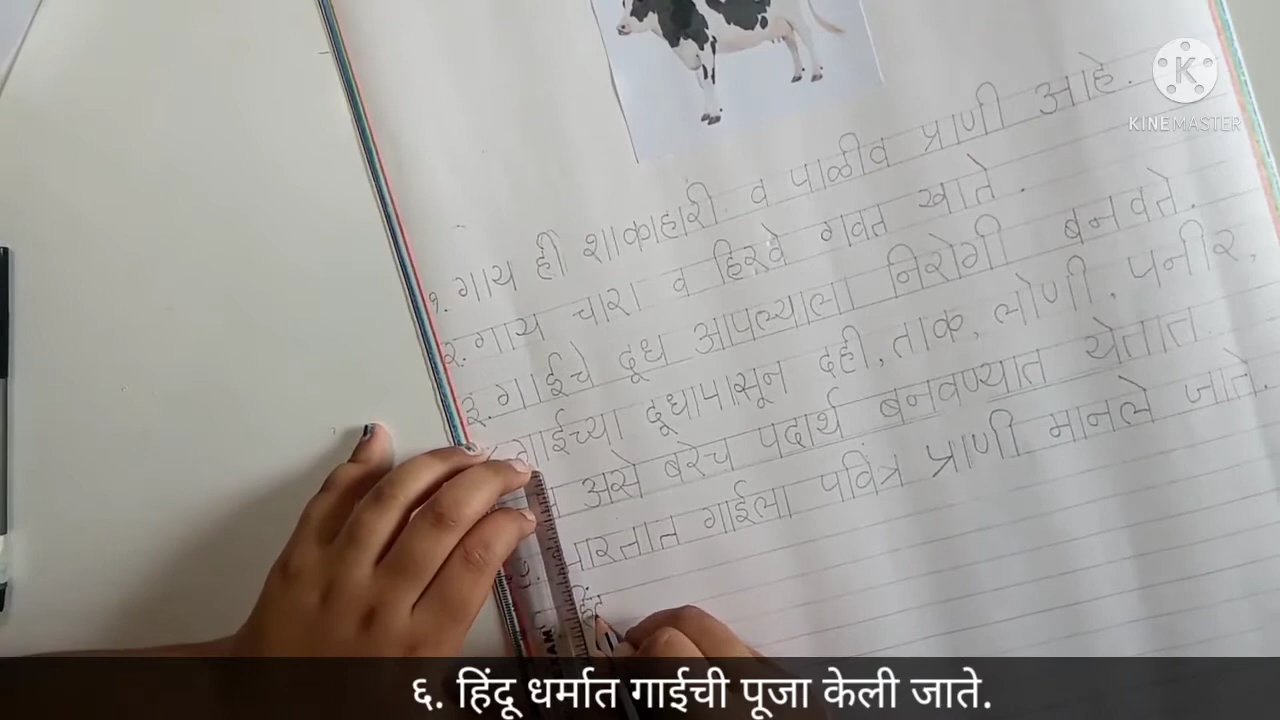 KINEMASTER
१. गाय ही शाकाहारी व पाळीव प्राणी आहे.
२. गाय चारा व हिरवे गवत खाते.
३. गाईचे दूध आपल्याला निरोगी बनवते.
गाईच्या दूधापासून दही, ताक, लोणी, पनीर,
असे बरेच पदार्थ बनवण्यात येतात.
भारतात गाईला पवित्र प्राणी मानले जाते.
हिंदू
६. हिंदू धर्मात गाईची पूजा केली जाते.